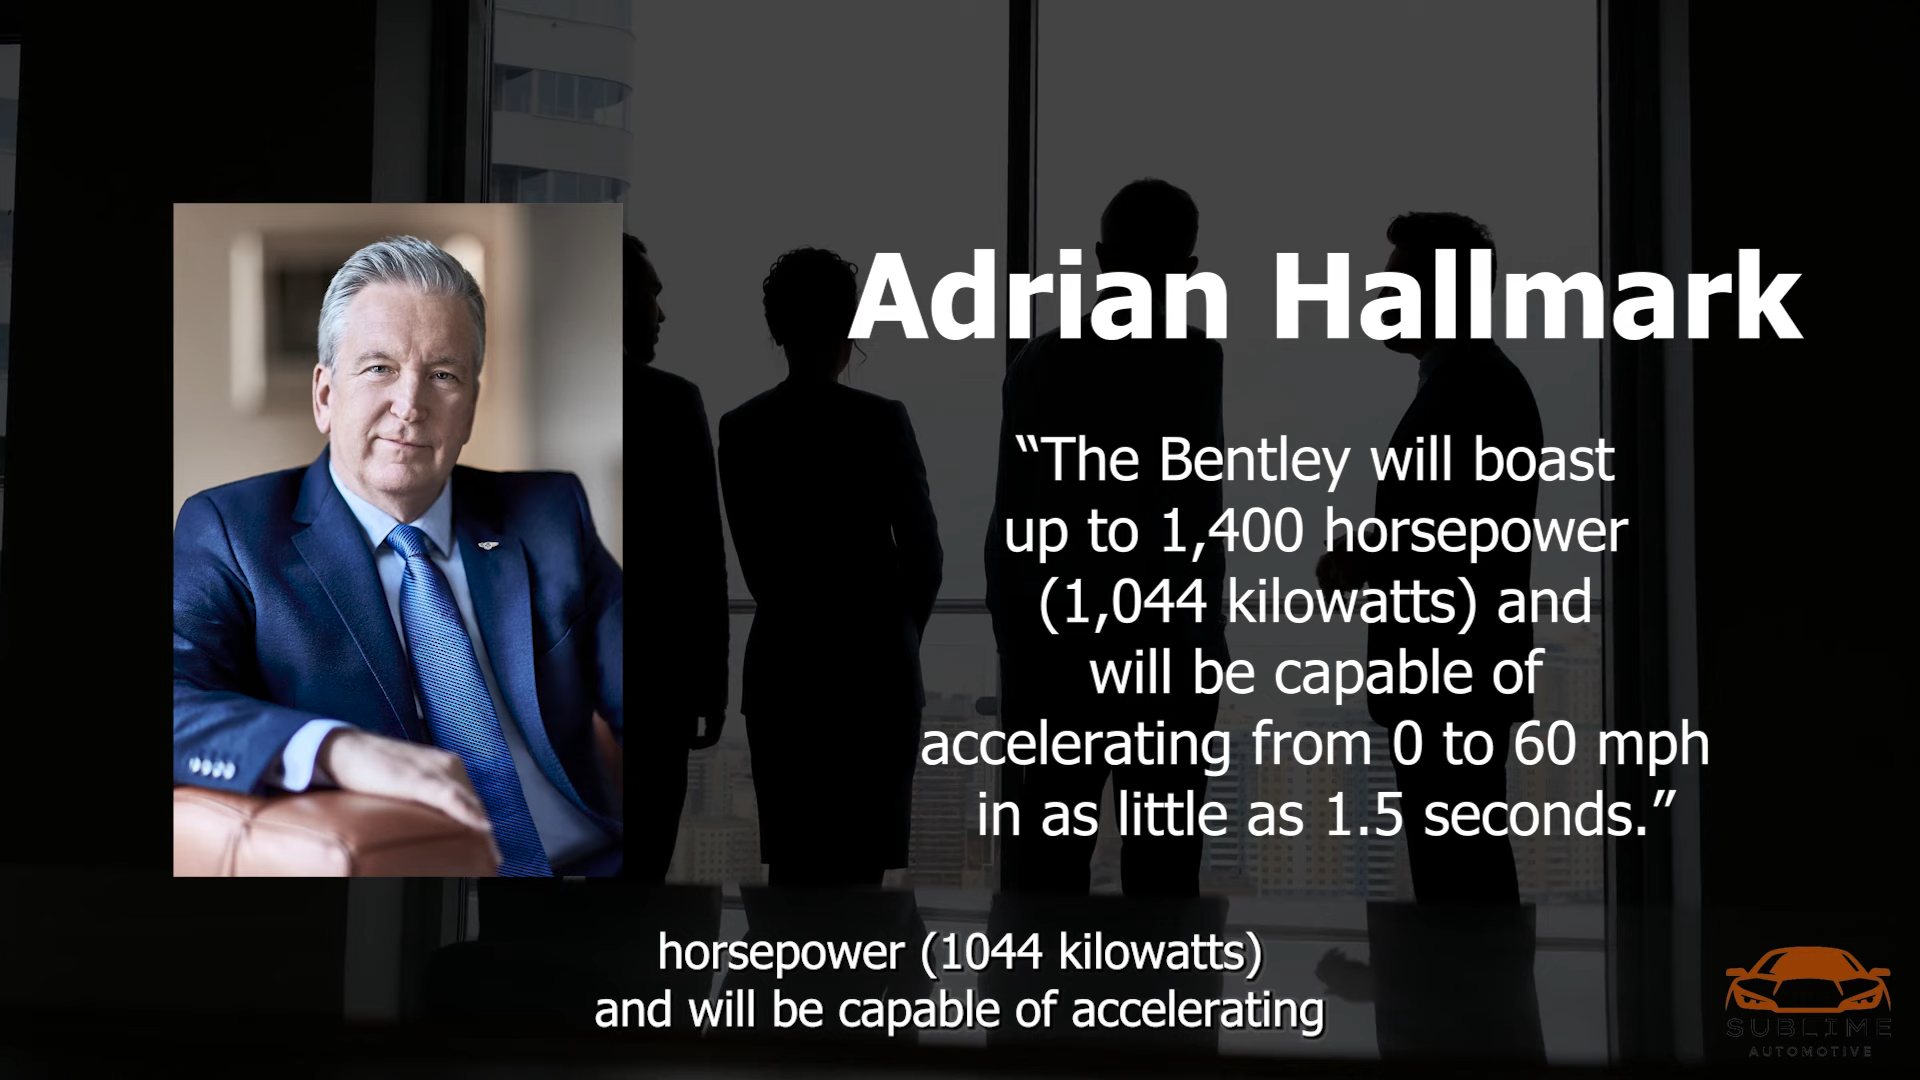 Adrian Hallmark
“The Bentley will boast
up to 1,400 horsepower
(1,044 kilowatts) and
will be capable of
accelerating from 0 to 60 mph
in as little as 1.5 seconds.”
horsepower (1044 kilowatts)
and will be capable of accelerating
SUBLIME
AUTOMOTIVE